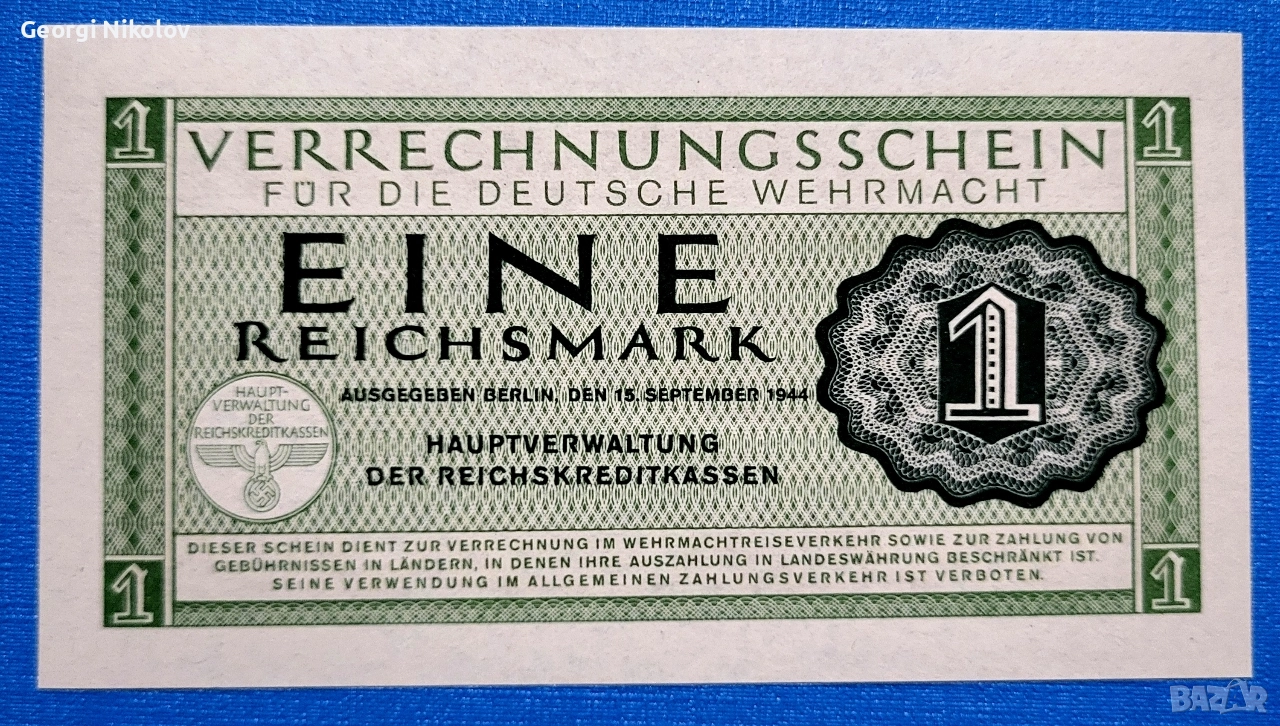 Georgi Nikolov
1
1
VERRECHNUNGSSCHEIN
FÜR DIE DEUTSCHE WEHRMACHT
EINE
REICHSMARK
1
AUSGEGEBEN BERLIN, DEN 15. SEPTEMBER 1944
HAUPT-
VERWALTUNG
DER
REICHSKREDITKASSEN
HAUPTVERWALTUNG
DER REICHSKREDITKASSEN
DIESER SCHEIN DIENT ZUR VERRECHNUNG IM WEHRMACHTREISEVERKEHR SOWIE ZUR ZAHLUNG VON
GEBÜHRNISSEN IN LÄNDERN, IN DENEN IHRE AUSZAHLUNG IN LANDESWÄHRUNG BESCHRÄNKT IST.
SEINE VERWENDUNG IM ALLGEMEINEN ZAHLUNGSVERKEHR IST VERBOTEN.
1
1
BAZAR